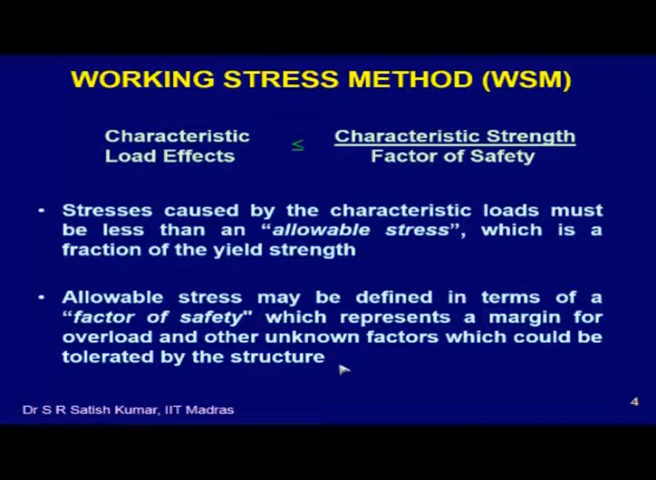 WORKING STRESS METHOD (WSM)
Characteristic
Load Effects
≤
Characteristic Strength
Factor of Safety
• Stresses caused by the characteristic loads must
be less than an “allowable stress”, which is a
fraction of the yield strength
• Allowable stress may be defined in terms of a
“factor of safety" which represents a margin for
overload and other unknown factors which could be
tolerated by the structure
Dr S R Satish Kumar, IIT Madras
4